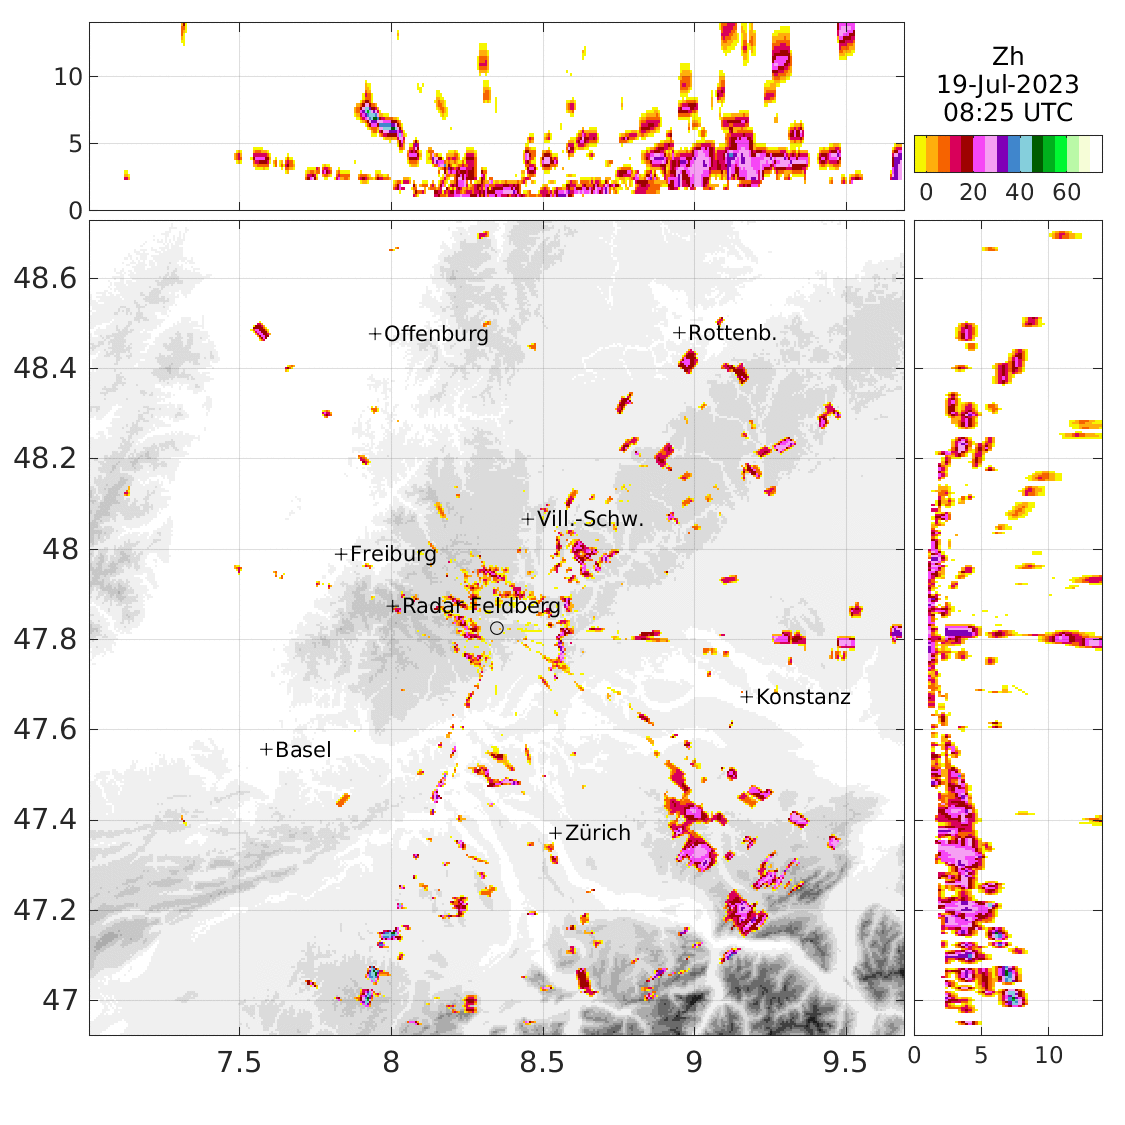 10
5
0
Zh
19-Jul-2023
08:25 UTC
0 20 40 60
48.6
48.4
48.2
48
47.8
47.6
47.4
47.2
47
+Offenburg
+Rottenb.
+Vill.-Schw.
+Freiburg
+Radar Feldberg
+Konstanz
+Basel
+Zürich
7.5 8 8.5 9 9.5
0 5 10